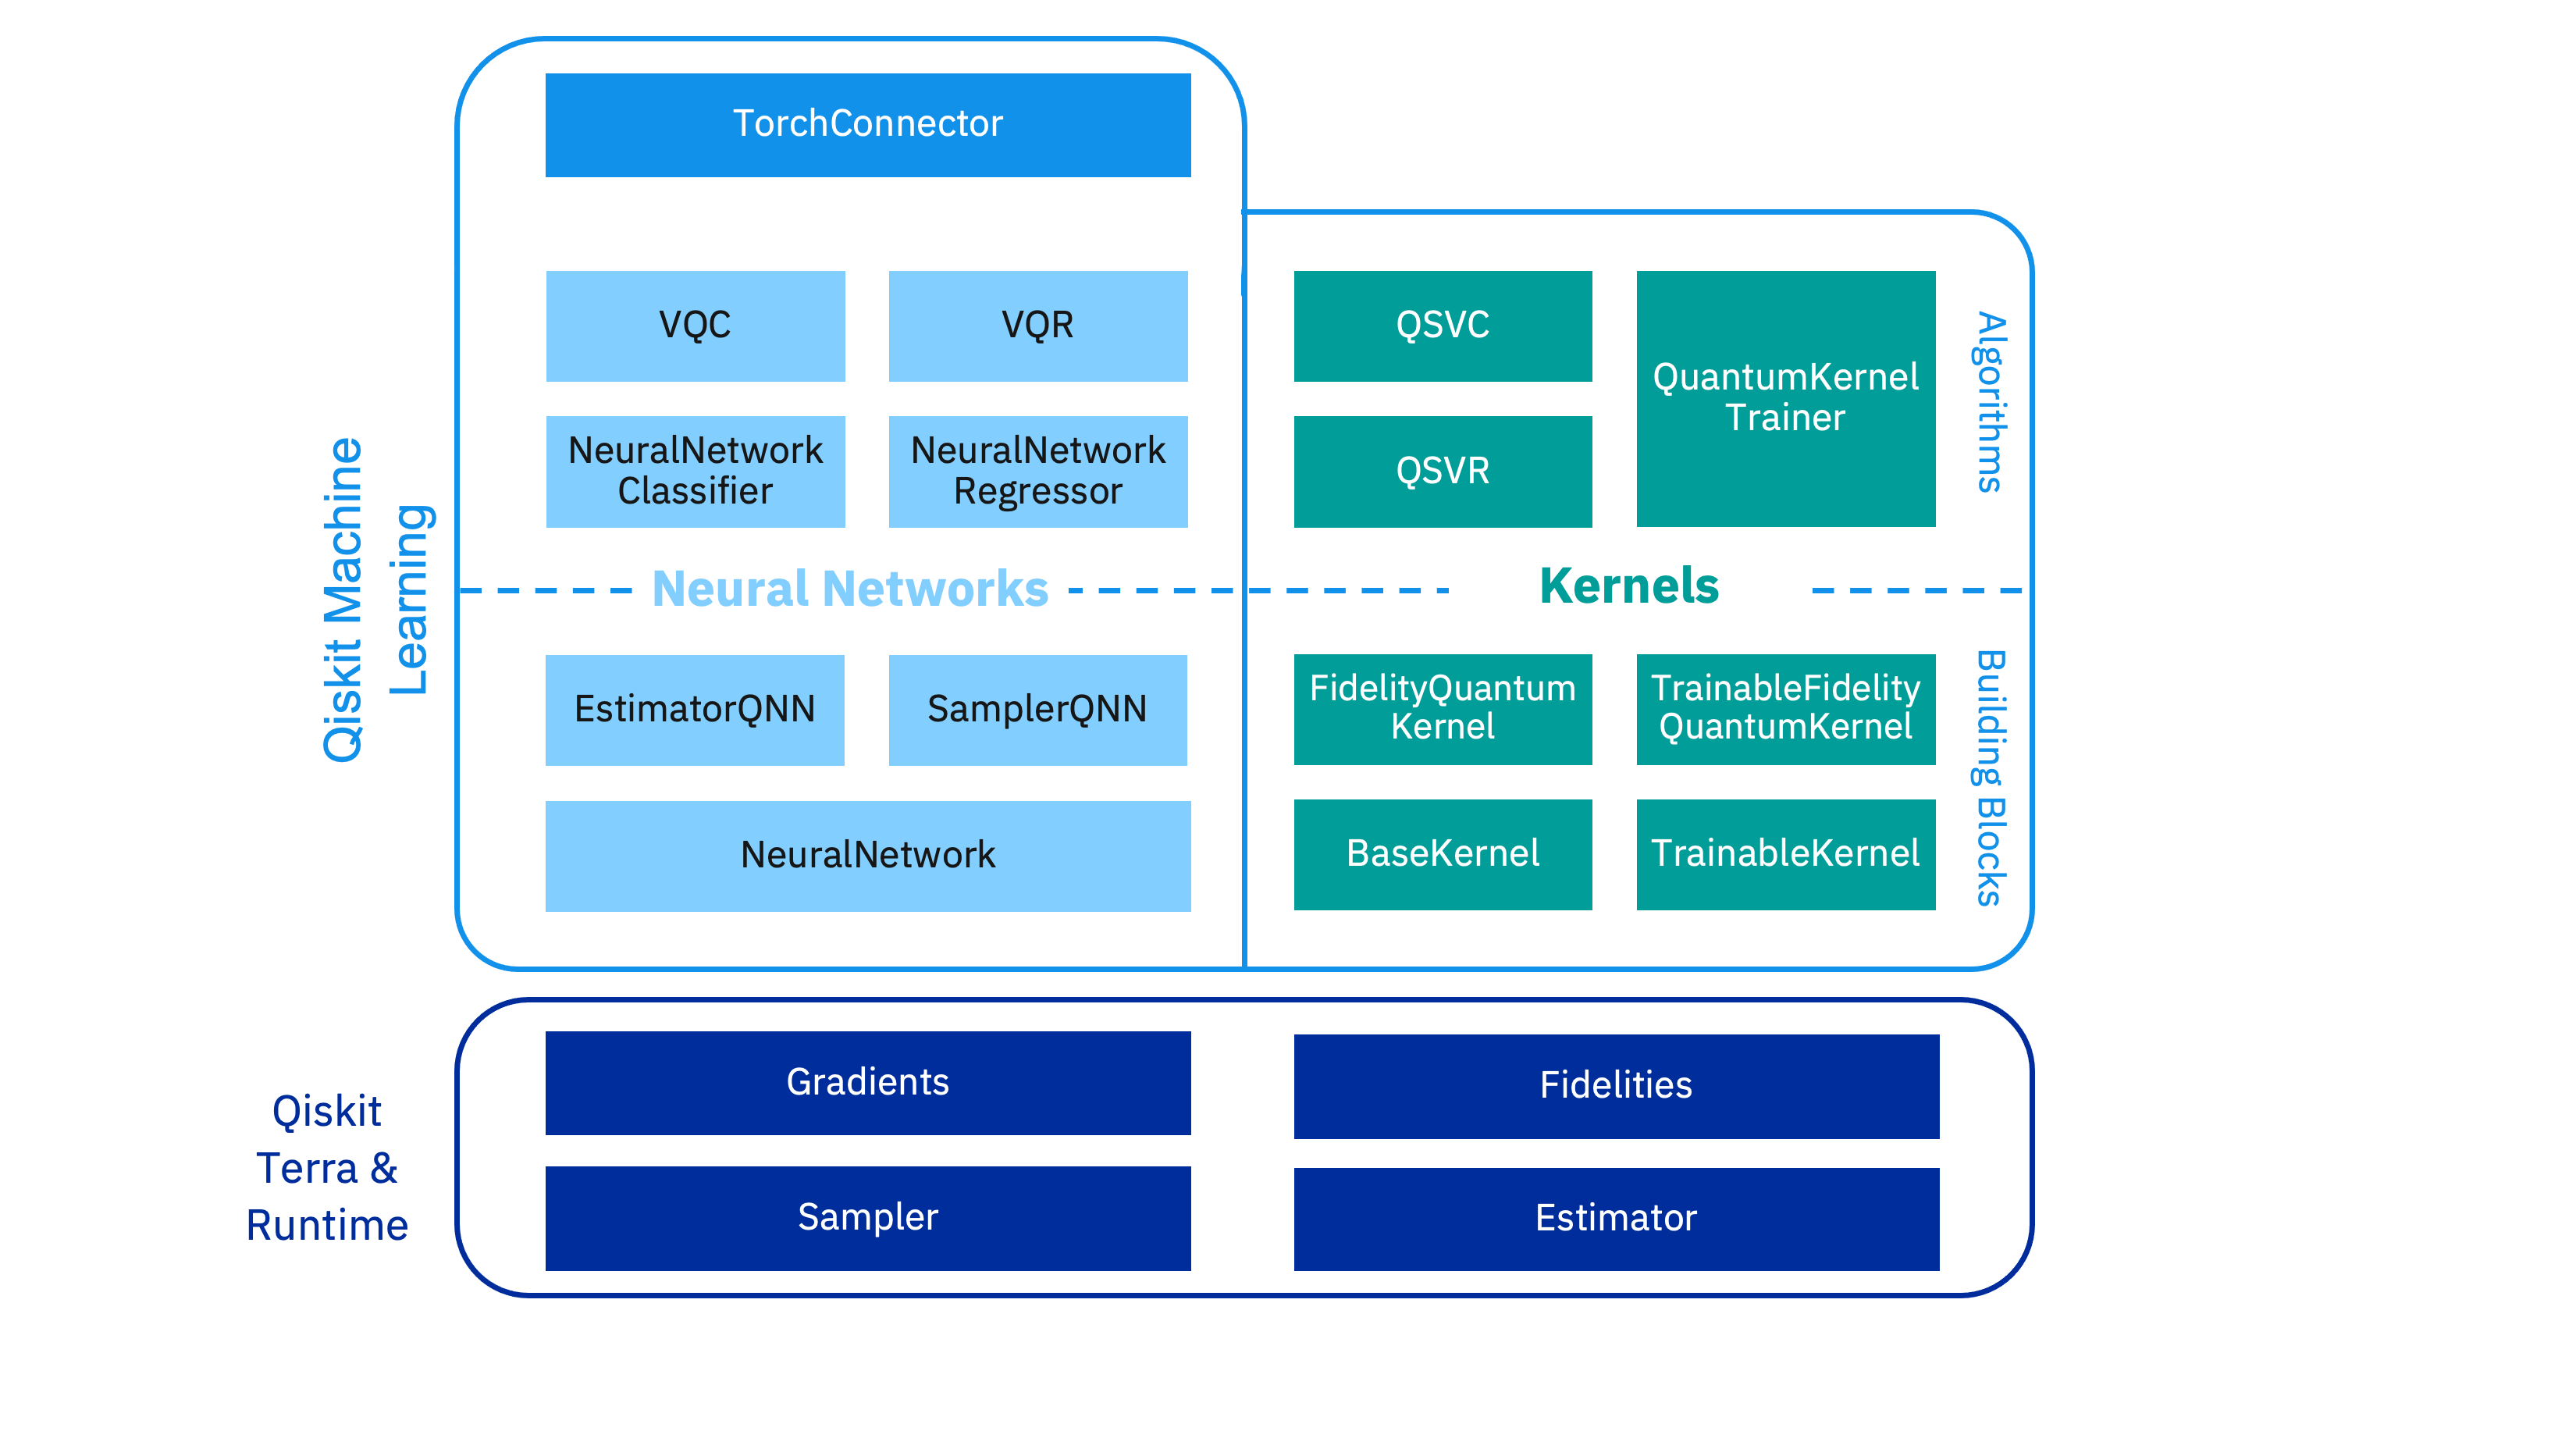 TorchConnector
VQC
VQR
QSVC
QuantumKernel
Trainer
NeuralNetwork
Classifier
NeuralNetwork
Regressor
QSVR
Algorithms
Qiskit Machine
Learning
Neural Networks
Kernels
EstimatorQNN
SamplerQNN
FidelityQuantum
Kernel
TrainableFidelity
QuantumKernel
NeuralNetwork
BaseKernel
TrainableKernel
Building Blocks
Qiskit
Terra &
Runtime
Gradients
Fidelities
Sampler
Estimator